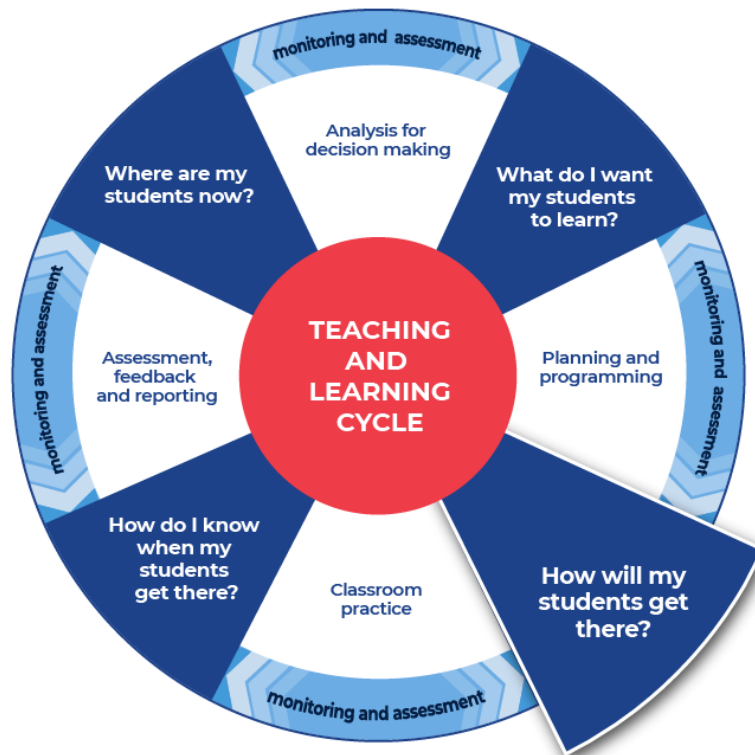 monitoring and assessment
Analysis for
decision making
Where are my
students now?
What do I want
my students
to learn?
monitoring and assessment
monitoring and assessment
TEACHING
AND
LEARNING
CYCLE
Assessment,
feedback
and reporting
Planning and
programming
How do I know
when my
students
get there?
Classroom
practice
How will my
students get
there?
monitoring and assessment